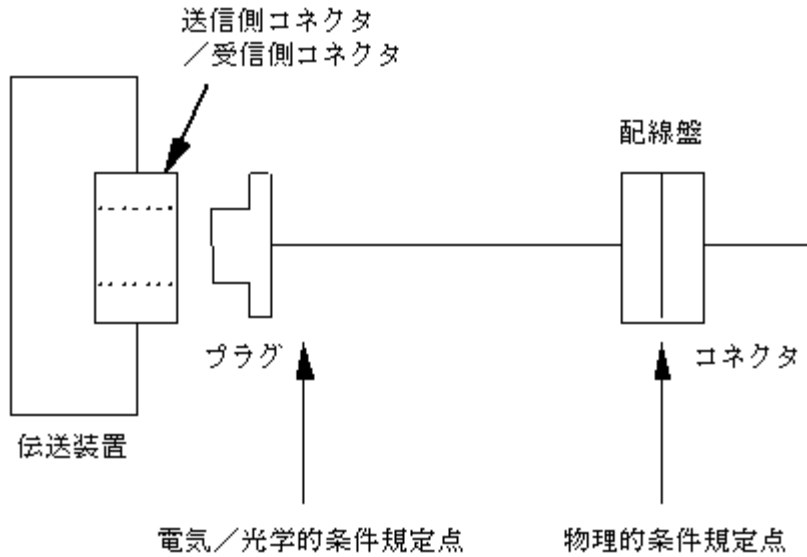 送信側コネクタ
／受信側コネクタ
配線盤
プラグ
コネクタ
伝送装置
電気／光学的条件規定点
物理的条件規定点